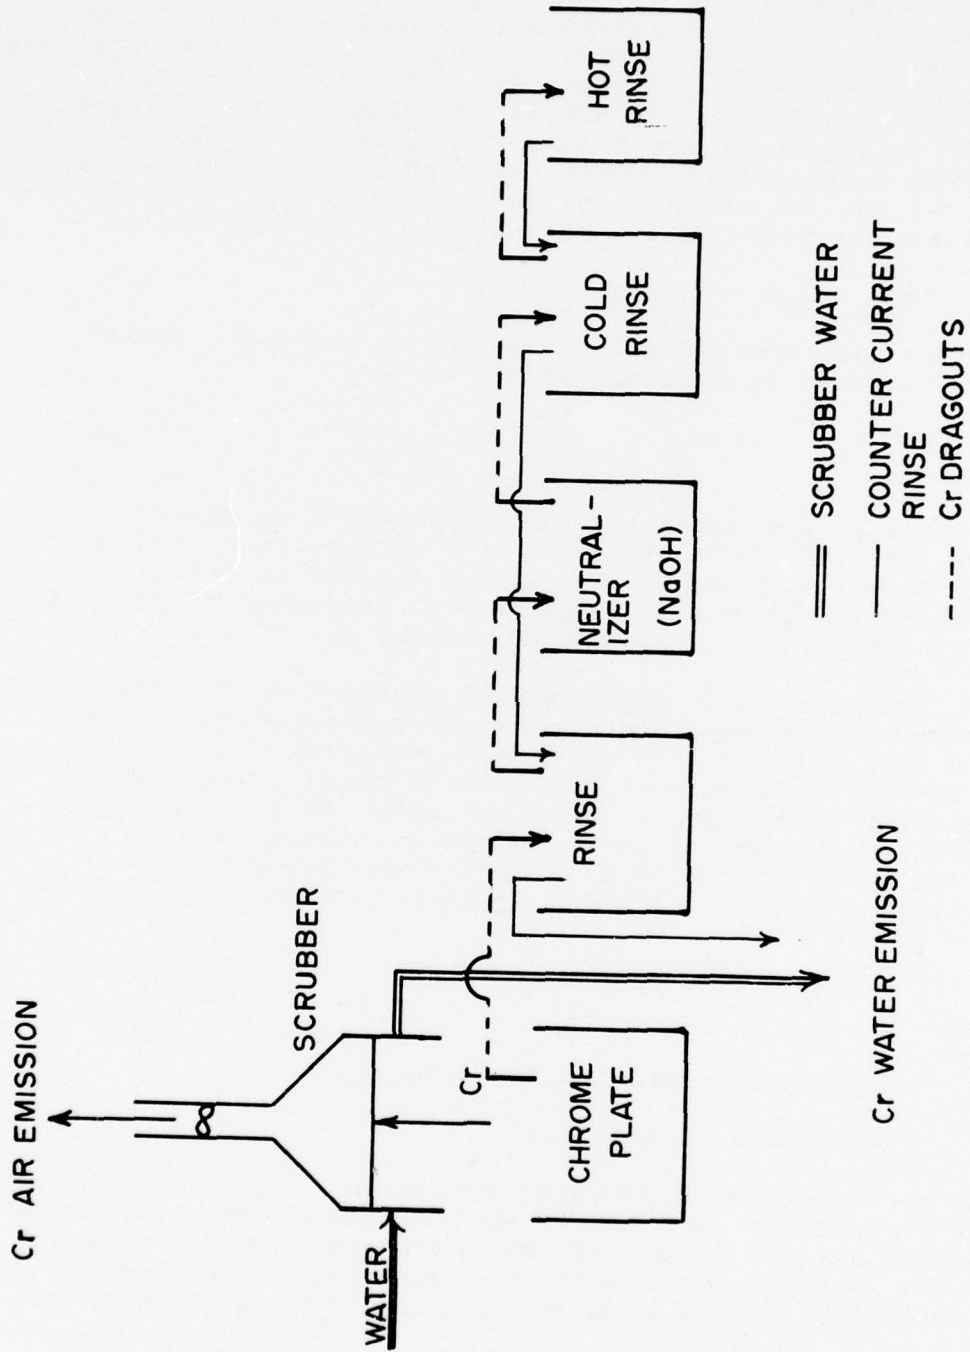 Cr AIR EMISSION
SCRUBBER
WATER
Cr
CHROME
PLATE
RINSE
NEUTRAL-
IZER
(NaOH)
COLD
RINSE
HOT
RINSE
Cr WATER EMISSION
SCRUBBER WATER
COUNTER CURRENT
RINSE
Cr DRAGOUTS